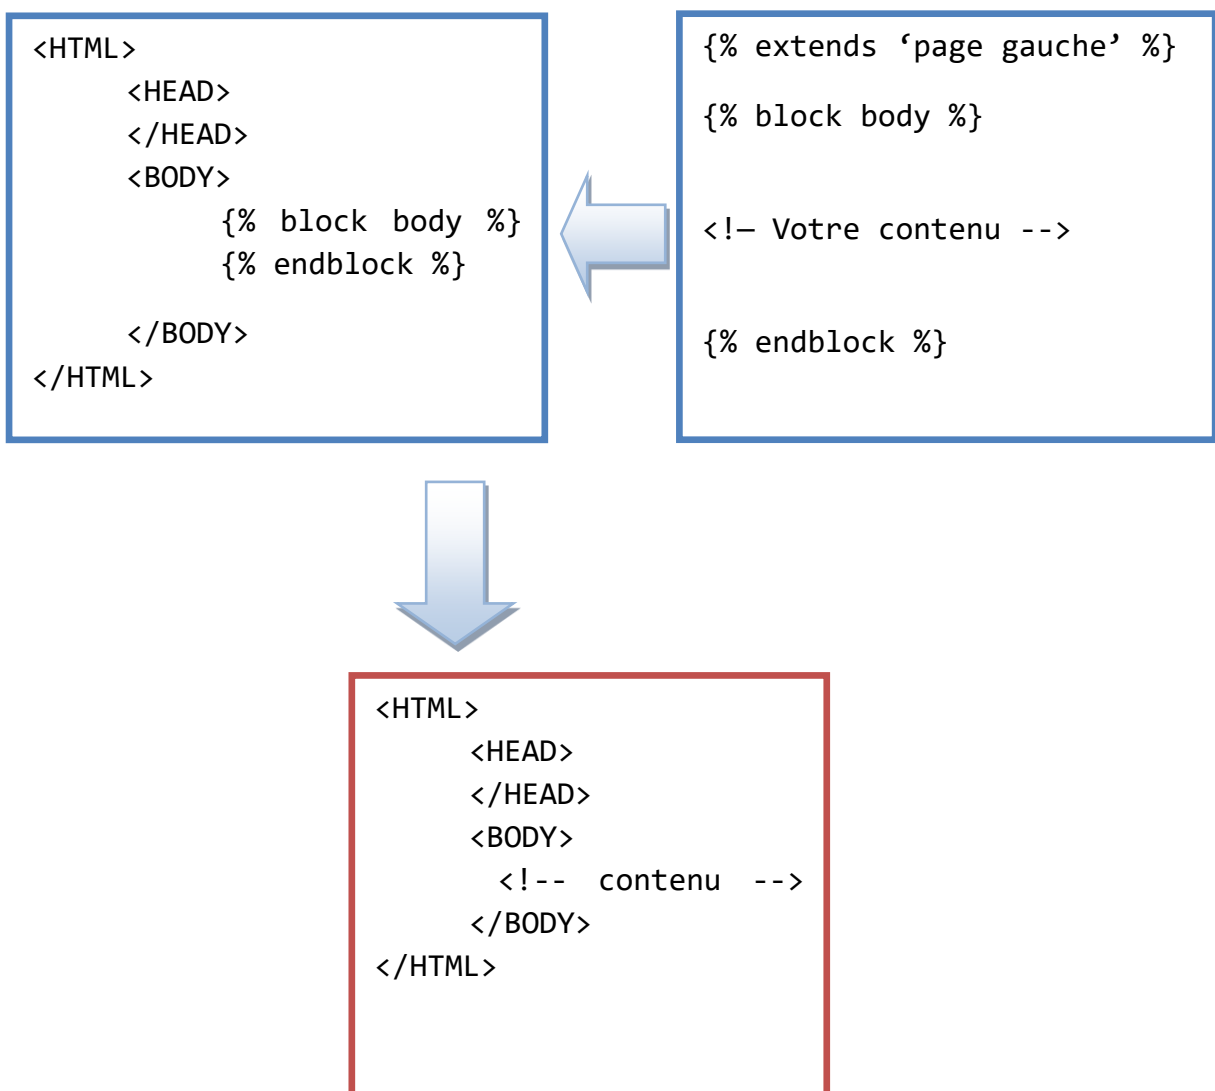 <HTML>
<HEAD>
</HEAD>
<BODY>
{% block body %}
{% endblock %}
</BODY>
</HTML>
{% extends ‘page gauche’ %}
{% block body %}
<!— Votre contenu -->
{% endblock %}
<HTML>
<HEAD>
</HEAD>
<BODY>
<!-- contenu -->
</BODY>
</HTML>